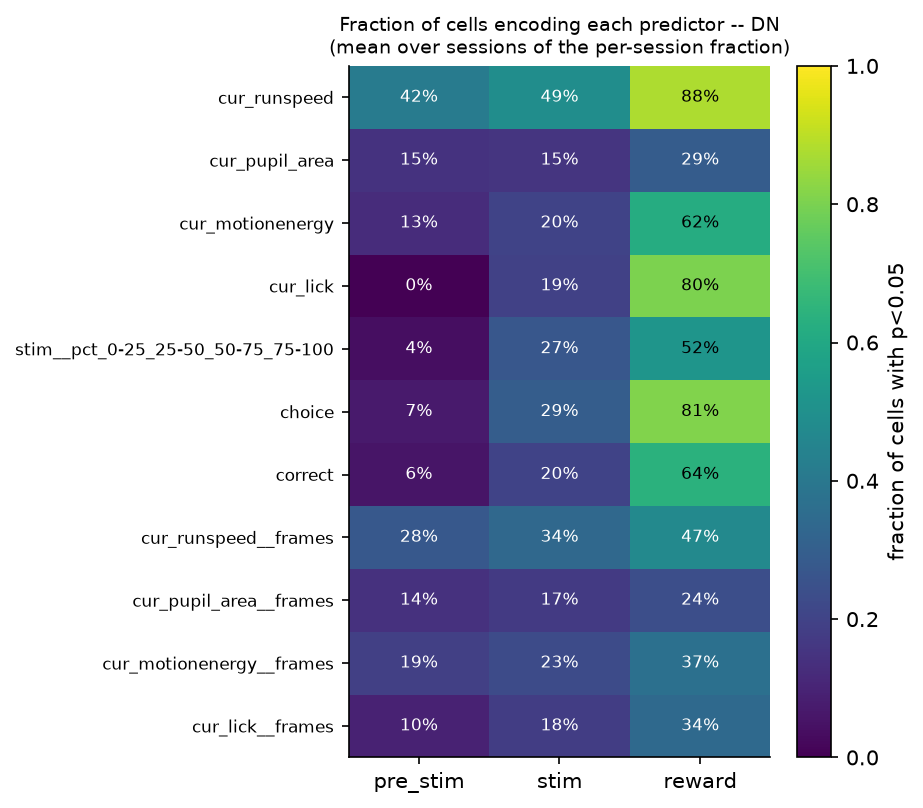 Fraction of cells encoding each predictor -- DN
(mean over sessions of the per-session fraction)
cur_runspeed 42% 49% 88%
cur_pupil_area 15% 15% 29%
cur_motionenergy 13% 20% 62%
cur_lick 0% 19% 80%
stim__pct_0-25_25-50_50-75_75-100 4% 27% 52%
choice 7% 29% 81%
correct 6% 20% 64%
cur_runspeed__frames 28% 34% 47%
cur_pupil_area__frames 14% 17% 24%
cur_motionenergy__frames 19% 23% 37%
cur_lick__frames 10% 18% 34%
pre_stim stim reward
1.0
0.8
0.6
0.4
0.2
0.0
fraction of cells with p<0.05